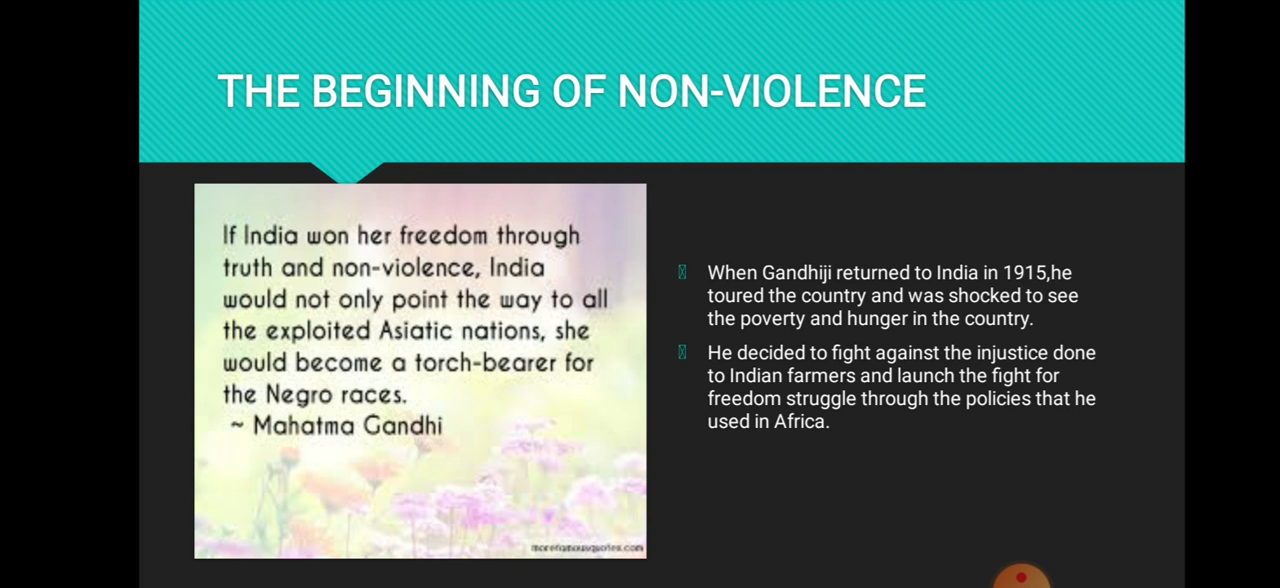 THE BEGINNING OF NON-VIOLENCE
If India won her freedom through
truth and non-violence, India
would not only point the way to all
the exploited Asiatic nations, she
would become a torch-bearer for
the Negro races.
~ Mahatma Gandhi
morefamousquotes.com
When Gandhiji returned to India in 1915,he
toured the country and was shocked to see
the poverty and hunger in the country.
He decided to fight against the injustice done
to Indian farmers and launch the fight for
freedom struggle through the policies that he
used in Africa.